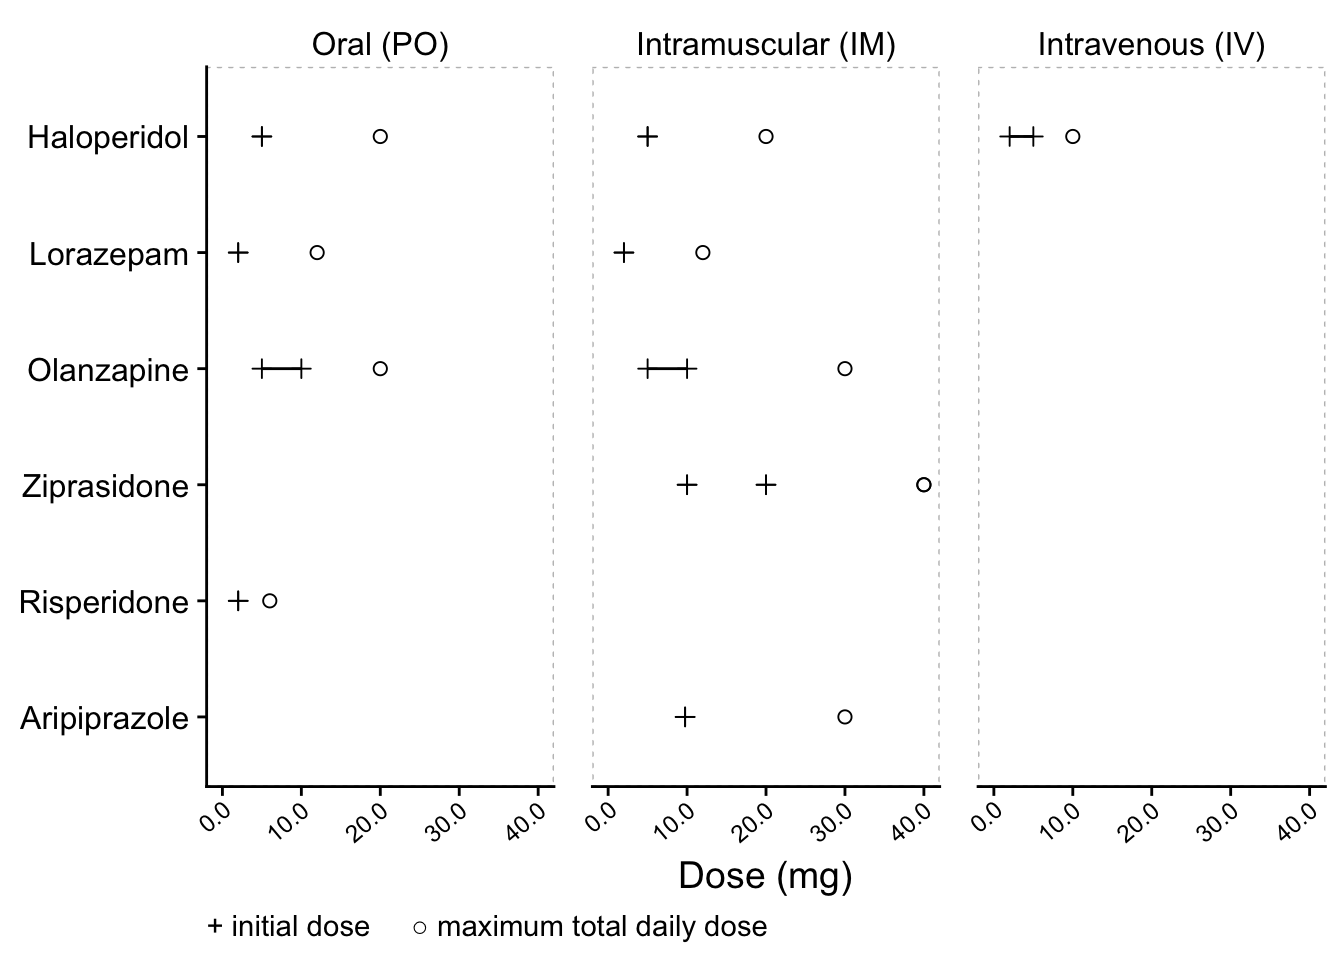 Oral (PO) Intramuscular (IM) Intravenous (IV)
Haloperidol
Lorazepam
Olanzapine
Ziprasidone
Risperidone
Aripiprazole
0.0 10.0 20.0 30.0 40.0 0.0 10.0 20.0 30.0 40.0 0.0 10.0 20.0 30.0 40.0
Dose (mg)
+ initial dose ○ maximum total daily dose